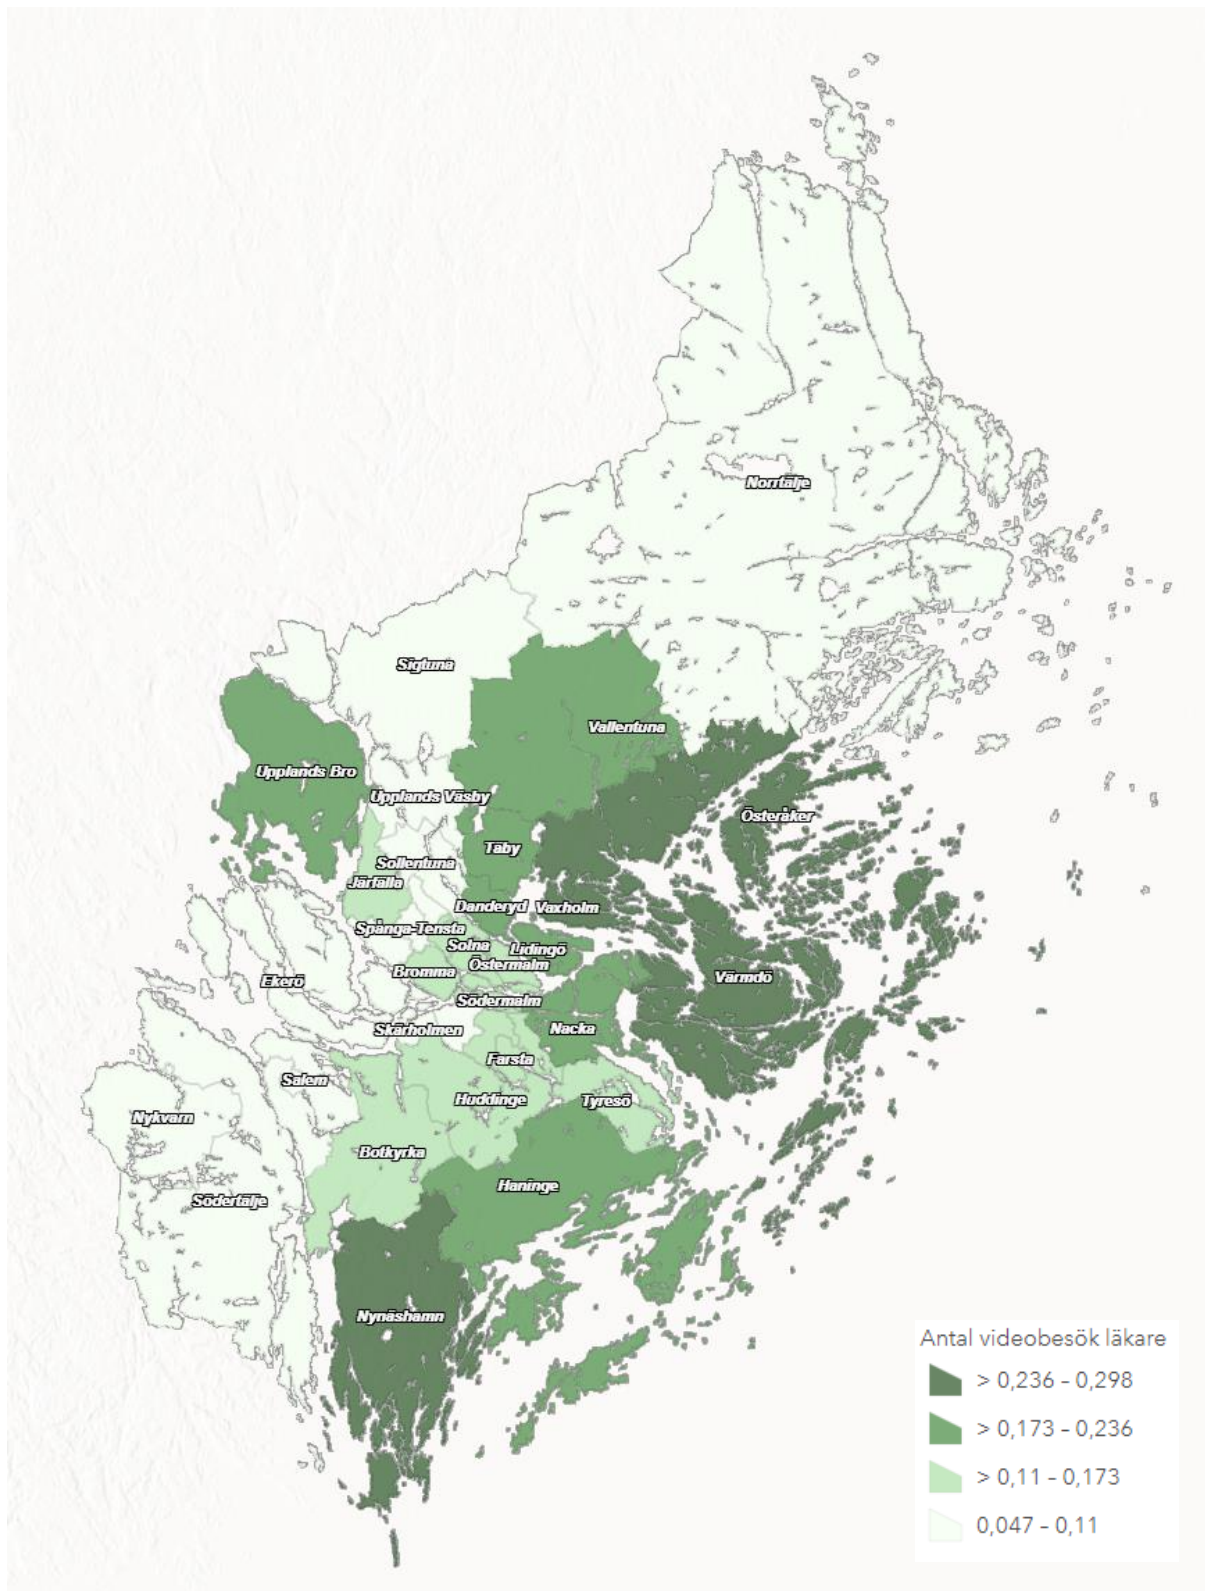 Norrtälje
Sigtuna
Vallentuna
Upplands Bro
Upplands Väsby
Österåker
Täby
Sollentuna
Järfälla
Danderyd
Vaxholm
Spånga-Tensta
Solna
Lidingö
Östermalm
Bromma
Värmdö
Ekerö
Södermalm
Skärholmen
Nacka
Farsta
Salem
Huddinge
Tyresö
Nykvarn
Botkyrka
Haninge
Södertälje
Nynäshamn
Antal videobesök läkare
> 0,236 - 0,298
> 0,173 - 0,236
> 0,11 - 0,173
0,047 - 0,11